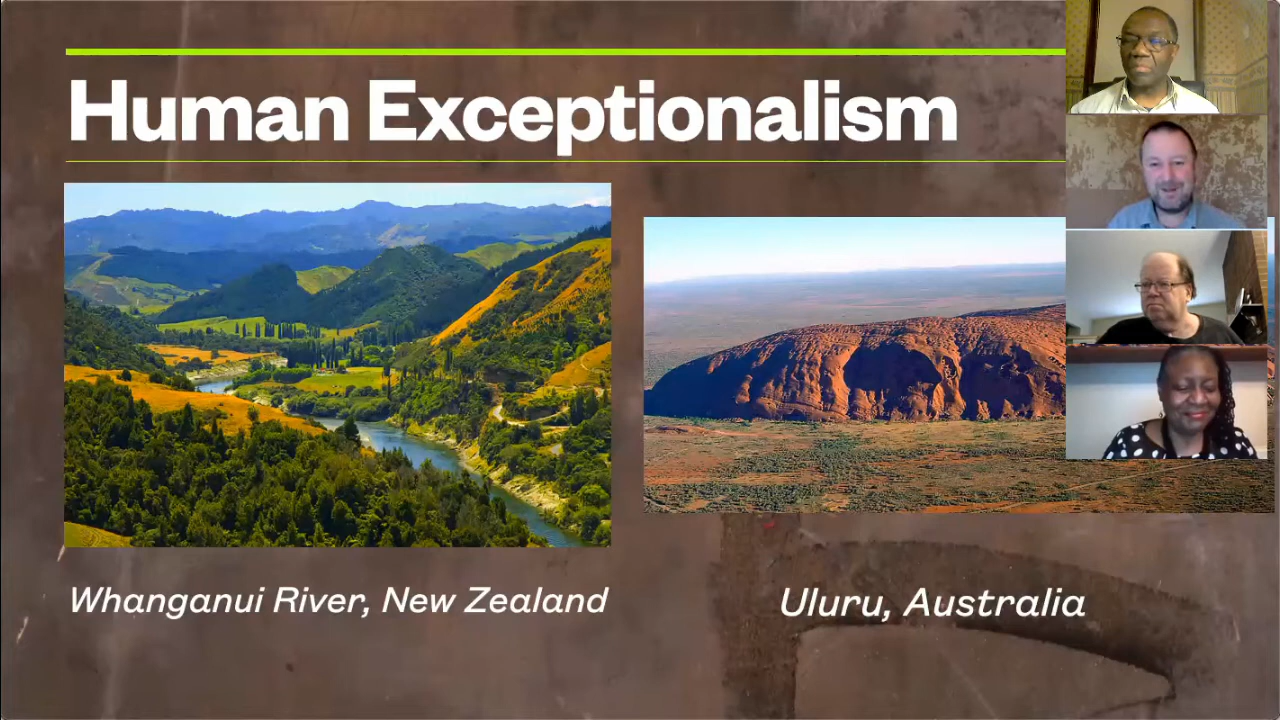 Human Exceptionalism
Whanganui River, New Zealand
Uluru, Australia